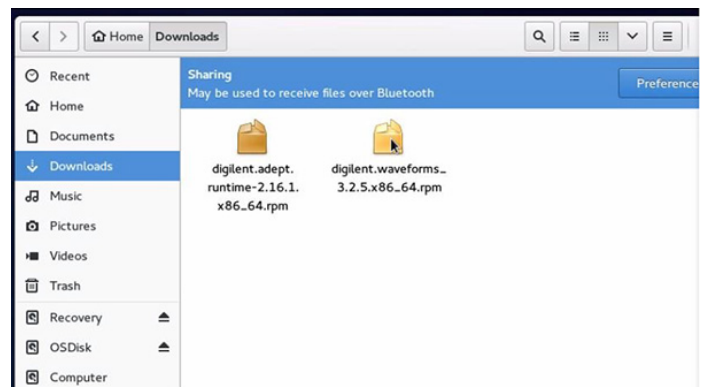 Home Downloads
Recent
Home
Documents
Downloads
Music
Pictures
Videos
Trash
Recovery
OSDisk
Computer
Sharing
May be used to receive files over Bluetooth
Preference
digilent.adept.
runtime-2.16.1.
x86_64.rpm
digilent.waveforms_
3.2.5.x86_64.rpm